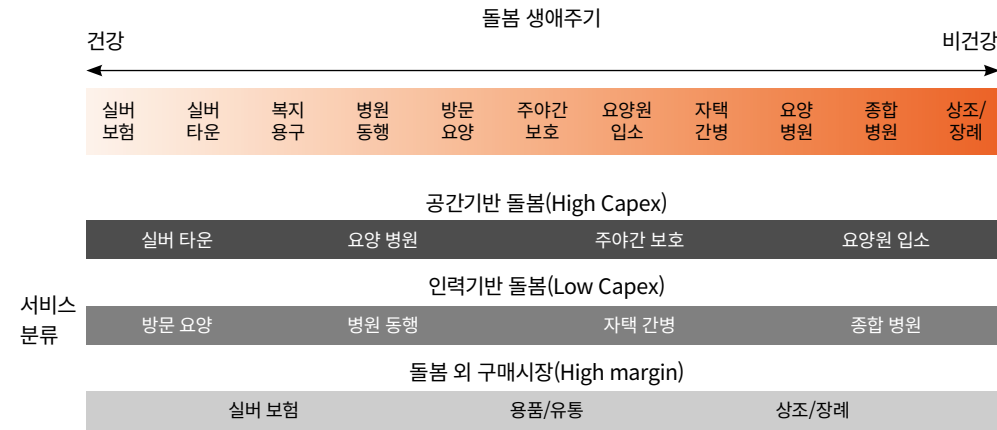 돌봄 생애주기
건강 비건강
실버 실버 복지 병원 방문 주야간 요양원 자택 요양 종합 상조/
보험 타운 용구 동행 요양 보호 입소 간병 병원 병원 장례
공간기반 돌봄(High Capex)
실버 타운 요양 병원 주야간 보호 요양원 입소
인력기반 돌봄(Low Capex)
서비스
분류
방문 요양 병원 동행 자택 간병 종합 병원
돌봄 외 구매시장(High margin)
실버 보험 용품/유통 상조/장례